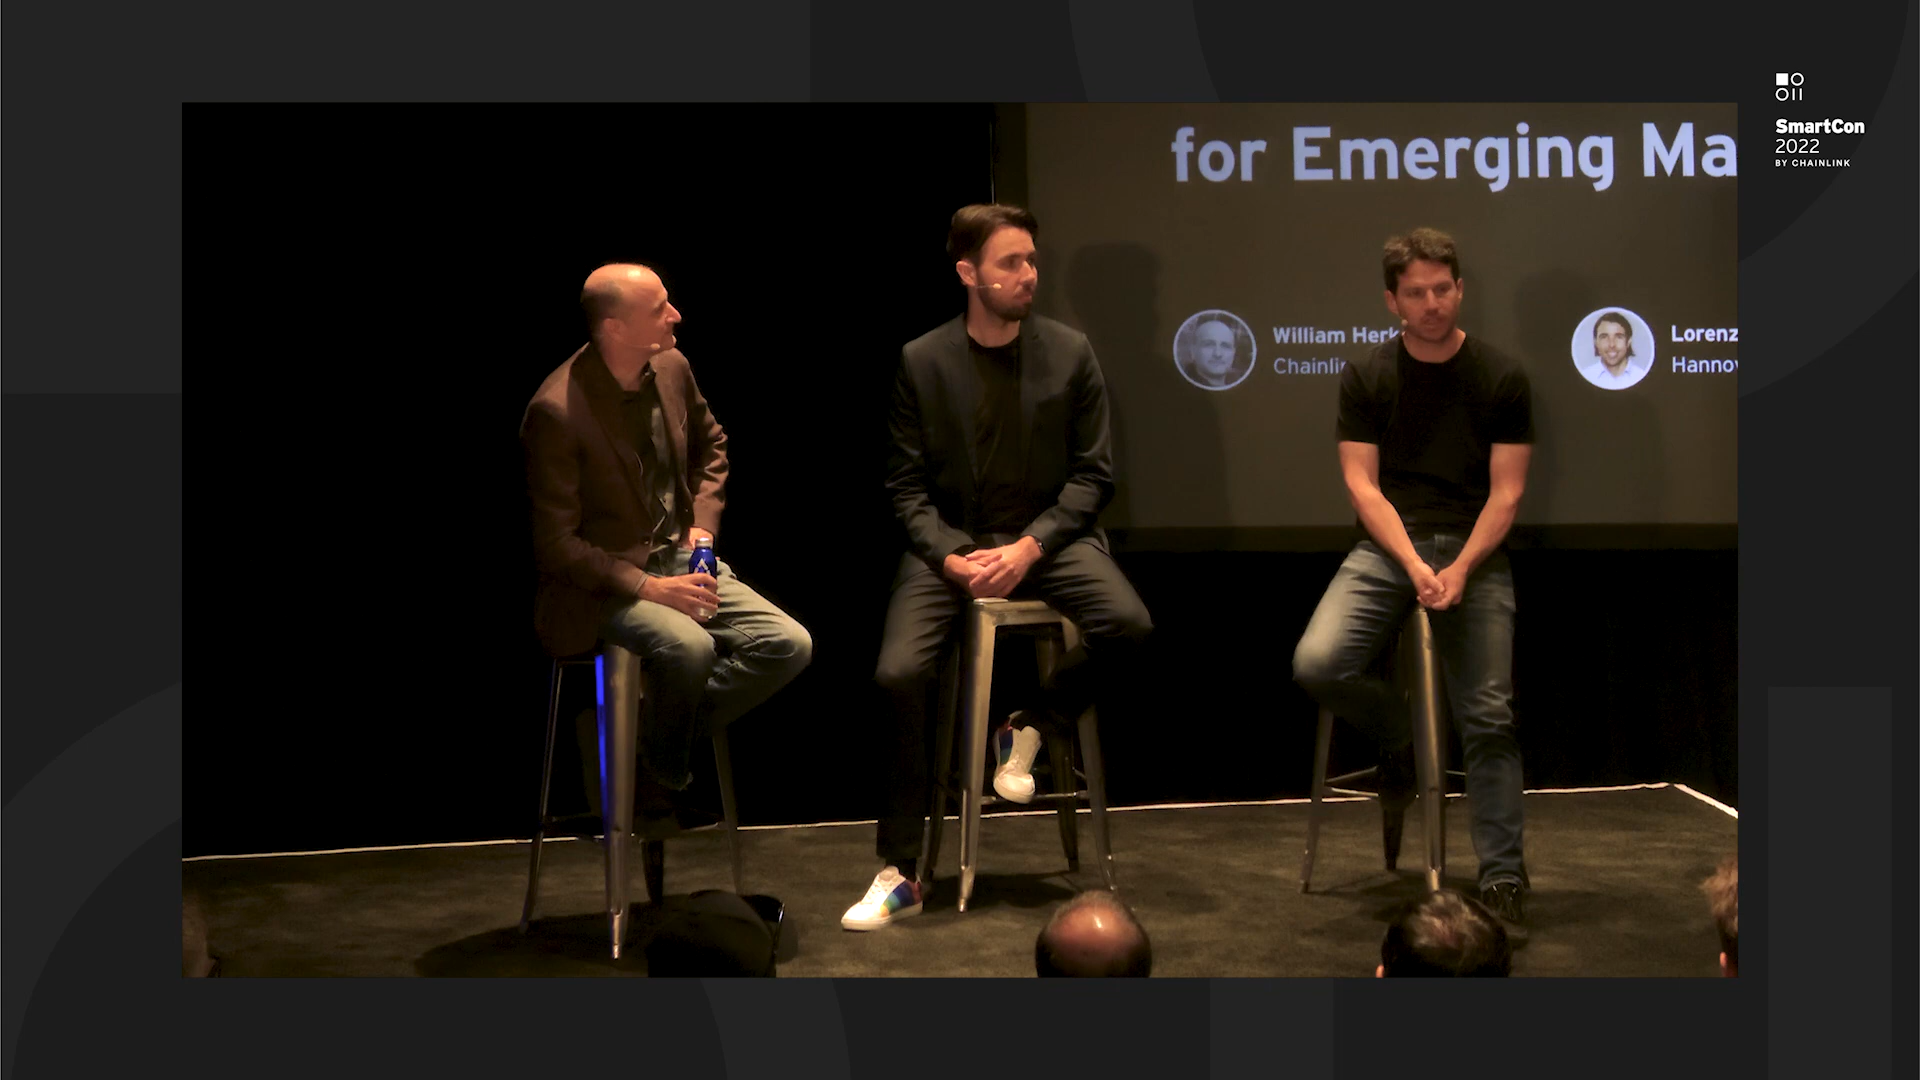 SmartCon
2022
BY CHAINLINK
for Emerging Ma
William Herk
Chainlin
Lorenz
Hannov